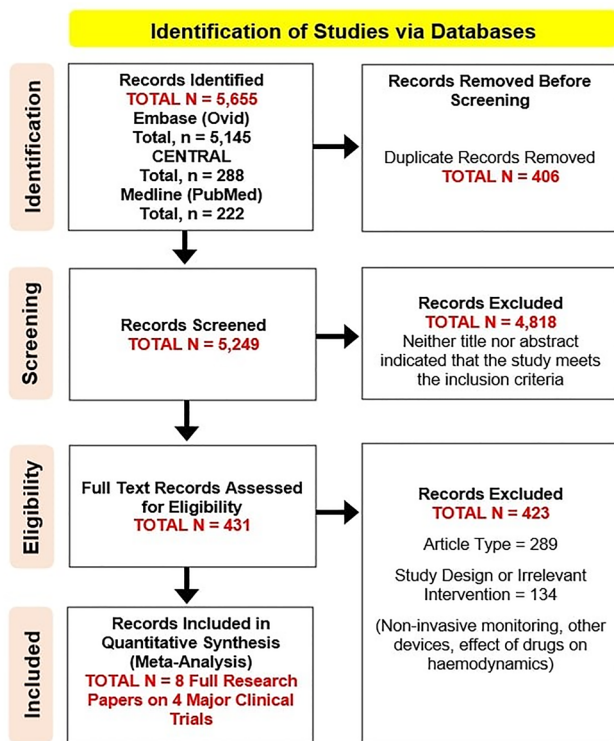 Identification of Studies via Databases
Identification
Records Identified
TOTAL N = 5,655
Embase (Ovid)
Total, n = 5,145
CENTRAL
Total, n = 288
Medline (PubMed)
Total, n = 222
Records Removed Before
Screening
Duplicate Records Removed
TOTAL N = 406
Screening
Records Screened
TOTAL N = 5,249
Records Excluded
TOTAL N = 4,818
Neither title nor abstract
indicated that the study meets
the inclusion criteria
Eligibility
Full Text Records Assessed
for Eligibility
TOTAL N = 431
Records Excluded
TOTAL N = 423
Article Type = 289
Study Design or Irrelevant
Intervention = 134
(Non-invasive monitoring, other
devices, effect of drugs on
haemodynamics)
Included
Records Included in
Quantitative Synthesis
(Meta-Analysis)
TOTAL N = 8 Full Research
Papers on 4 Major Clinical
Trials